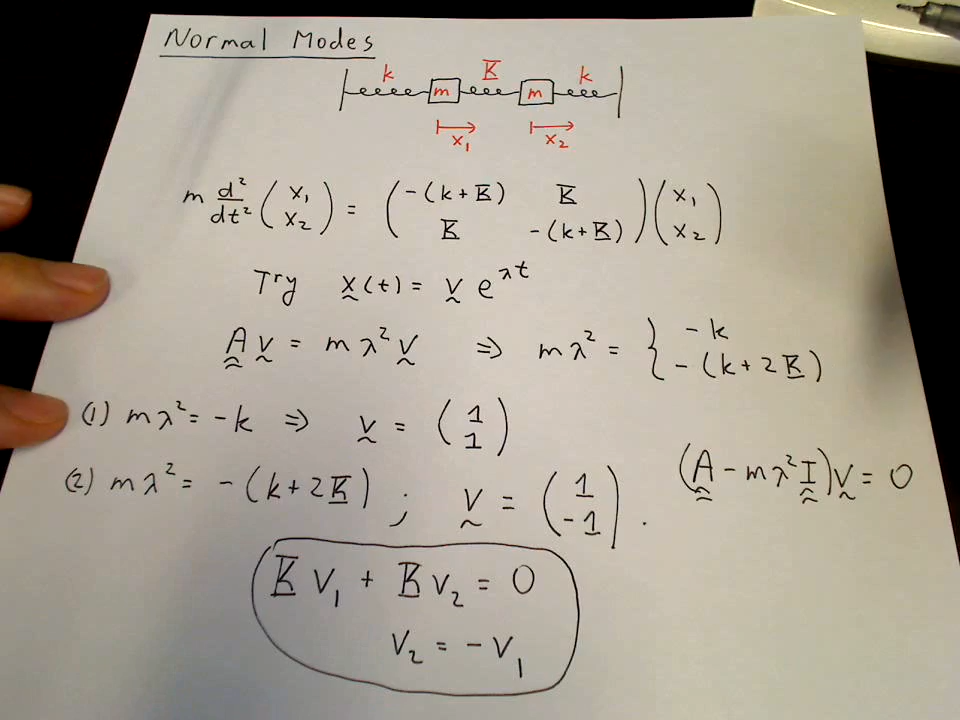 Normal Modes
k K k
m m
x₁ x₂
m d²/dt² (x₁ x₂) = (-(k+K) K K -(k+K)) (x₁ x₂)
Try x(t) = v e^λt
A v = mλ² v ⇒ mλ² = { -k
-(k+2K)
(1) mλ² = -k ⇒ v = (1 1)
(A - mλ² I) v = 0
(2) mλ² = -(k+2K) ; v = (1 -1).
K v₁ + K v₂ = 0
v₂ = -v₁